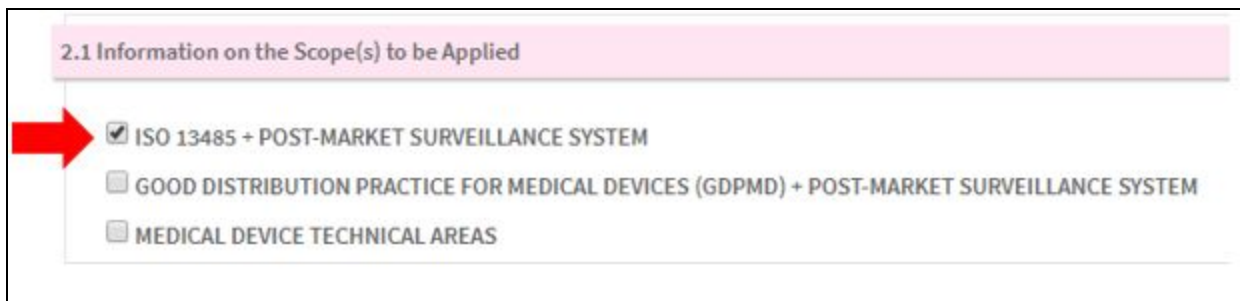 2.1 Information on the Scope(s) to be Applied
ISO 13485 + POST-MARKET SURVEILLANCE SYSTEM
GOOD DISTRIBUTION PRACTICE FOR MEDICAL DEVICES (GDPMD) + POST-MARKET SURVEILLANCE SYSTEM
MEDICAL DEVICE TECHNICAL AREAS